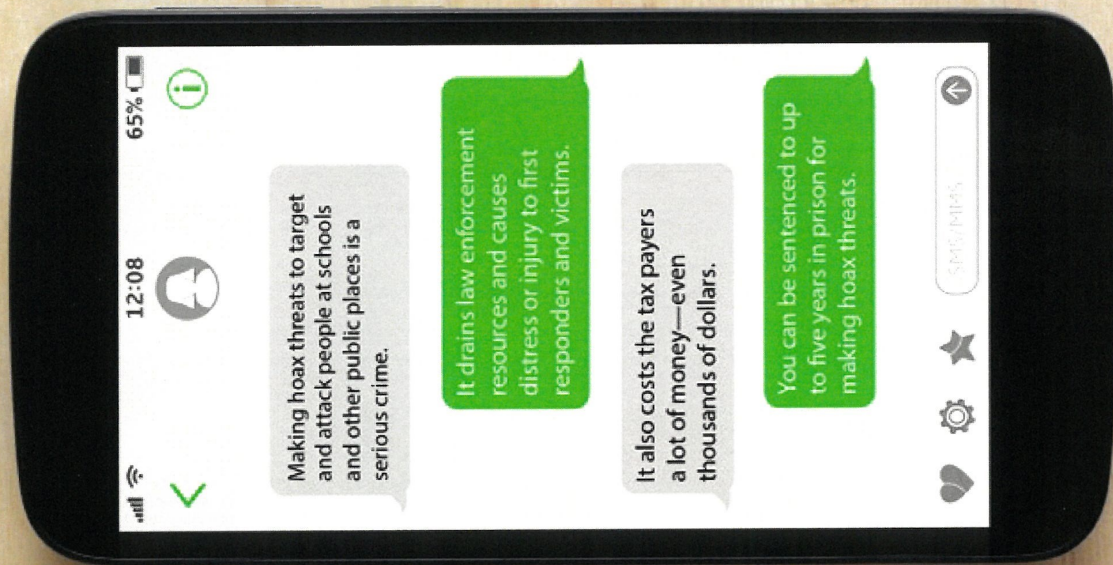 12:08
65%
Making hoax threats to target
and attack people at schools
and other public places is a
serious crime.
It drains law enforcement
resources and causes
distress or injury to first
responders and victims.
It also costs the tax payers
a lot of money—even
thousands of dollars.
You can be sentenced to up
to five years in prison for
making hoax threats.
SMS/MMS